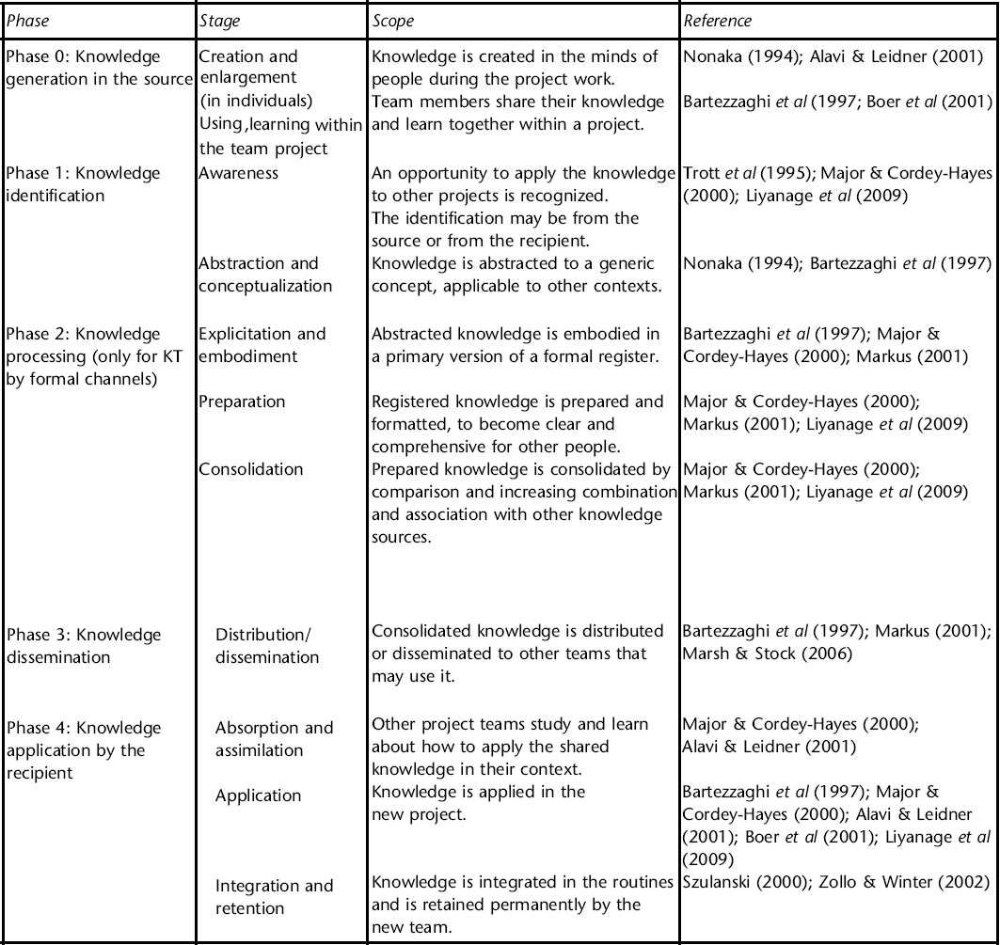 Phase Stage Scope Reference
Phase 0: Knowledge
generation in the source
Creation and
enlargement
(in individuals)
Using ,learning within
the team project
Knowledge is created in the minds of
people during the project work.
Team members share their knowledge
and learn together within a project.
Nonaka (1994); Alavi & Leidner (2001)
Bartezzaghi et al (1997; Boer et al (2001)
Phase 1: Knowledge
identification
Awareness
An opportunity to apply the knowledge
to other projects is recognized.
The identification may be from the
source or from the recipient.
Trott et al (1995); Major & Cordey-Hayes
(2000); Liyanage et al (2009)
Abstraction and
conceptualization
Knowledge is abstracted to a generic
concept, applicable to other contexts.
Nonaka (1994); Bartezzaghi et al (1997)
Phase 2: Knowledge
processing (only for KT
by formal channels)
Explicitation and
embodiment
Abstracted knowledge is embodied in
a primary version of a formal register.
Bartezzaghi et al (1997); Major &
Cordey-Hayes (2000); Markus (2001)
Preparation
Registered knowledge is prepared and
formatted, to become clear and
comprehensive for other people.
Major & Cordey-Hayes (2000);
Markus (2001); Liyanage et al (2009)
Consolidation
Prepared knowledge is consolidated by
comparison and increasing combination
and association with other knowledge
sources.
Major & Cordey-Hayes (2000);
Markus (2001); Liyanage et al (2009)
Phase 3: Knowledge
dissemination
Distribution/
dissemination
Consolidated knowledge is distributed
or disseminated to other teams that
may use it.
Bartezzaghi et al (1997); Markus (2001);
Marsh & Stock (2006)
Phase 4: Knowledge
application by the
recipient
Absorption and
assimilation
Other project teams study and learn
about how to apply the shared
knowledge in their context.
Major & Cordey-Hayes (2000);
Alavi & Leidner (2001)
Application
Knowledge is applied in the
new project.
Bartezzaghi et al (1997); Major &
Cordey-Hayes (2000); Alavi & Leidner
(2001); Boer et al (2001); Liyanage et al
(2009)
Integration and
retention
Knowledge is integrated in the routines
and is retained permanently by the
new team.
Szulanski (2000); Zollo & Winter (2002)